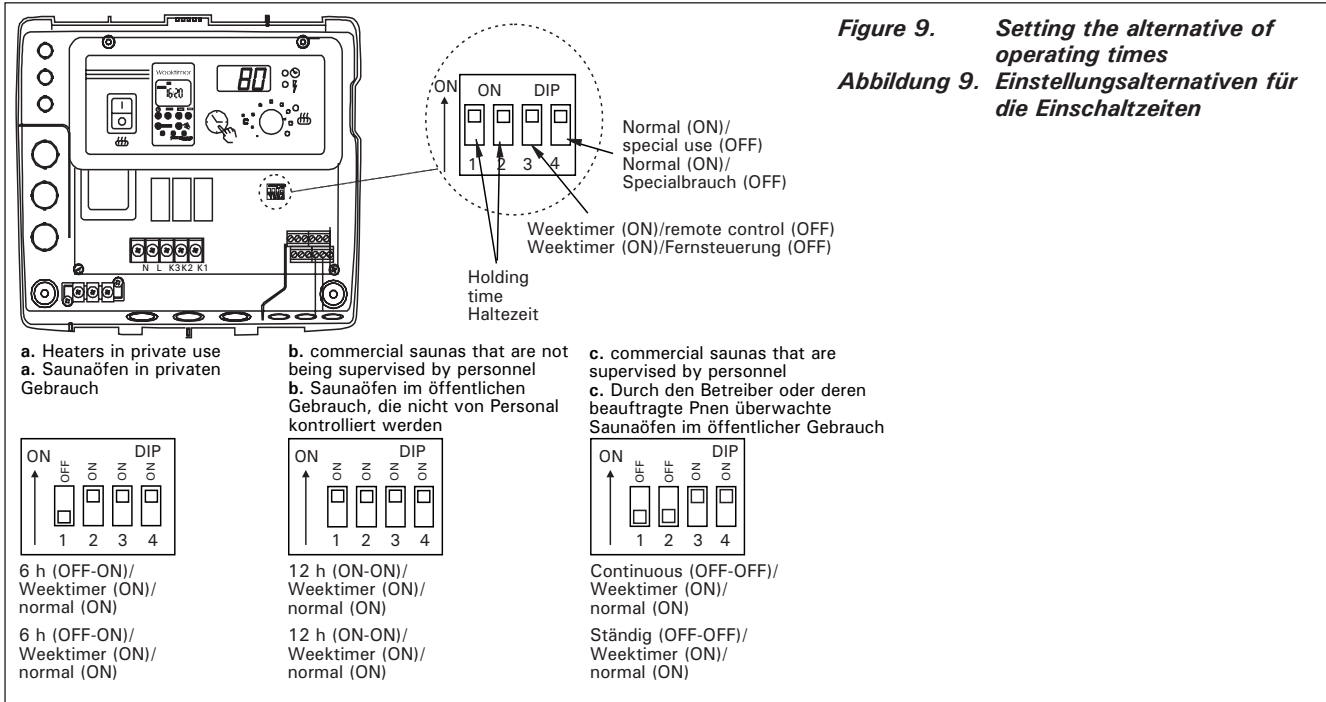 Figure 9. Setting the alternative of
operating times
Abbildung 9. Einstellungsalternativen für
die Einschaltzeiten
Weektimer
1620
80
N L K3 K2 K1
ON
ON DIP
1 2 3 4
Normal (ON)/
special use (OFF)
Normal (ON)/
Specialbrauch (OFF)
Weektimer (ON)/remote control (OFF)
Weektimer (ON)/Fernsteuerung (OFF)
Holding
time
Haltezeit
a. Heaters in private use
a. Saunaöfen in privaten
Gebrauch
ON DIP
OFF ON ON ON
1 2 3 4
6 h (OFF-ON)/
Weektimer (ON)/
normal (ON)
6 h (OFF-ON)/
Weektimer (ON)/
normal (ON)
b. commercial saunas that are not
being supervised by personnel
b. Saunaöfen im öffentlichen
Gebrauch, die nicht von Personal
kontrolliert werden
ON DIP
ON ON ON ON
1 2 3 4
12 h (ON-ON)/
Weektimer (ON)/
normal (ON)
12 h (ON-ON)/
Weektimer (ON)/
normal (ON)
c. commercial saunas that are
supervised by personnel
c. Durch den Betreiber oder deren
beauftragte Pnen überwachte
Saunaöfen im öffentlicher Gebrauch
ON DIP
OFF OFF ON ON
1 2 3 4
Continuous (OFF-OFF)/
Weektimer (ON)/
normal (ON)
Ständig (OFF-OFF)/
Weektimer (ON)/
normal (ON)